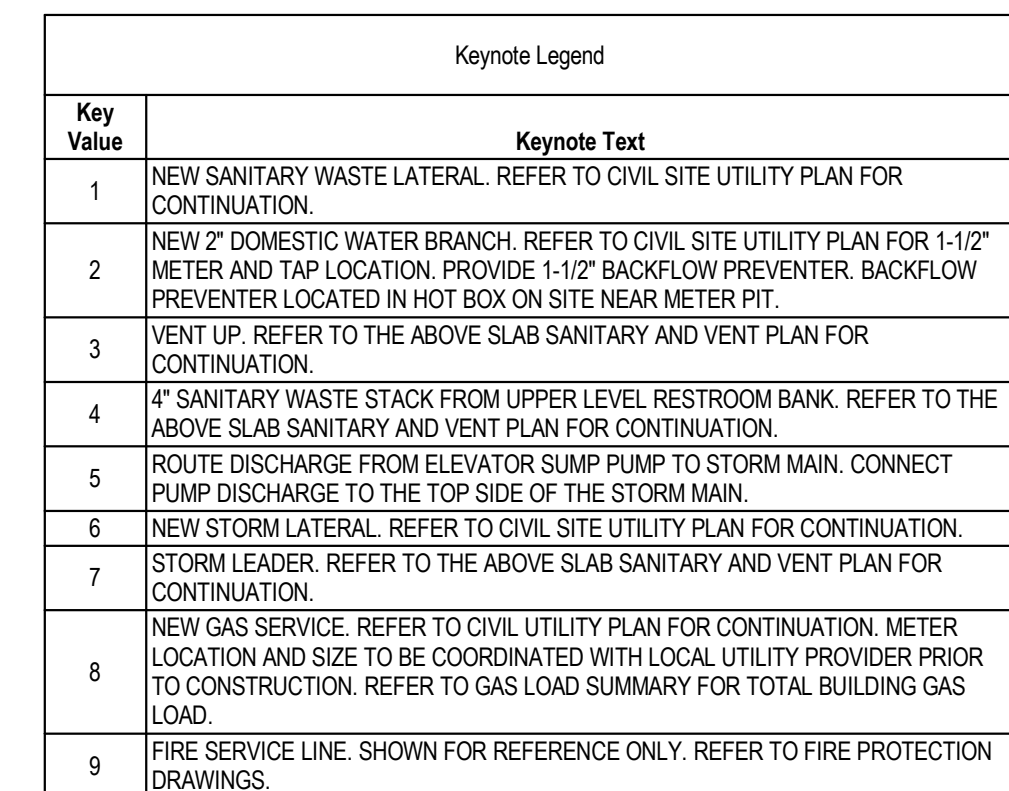 Keynote Legend
Key
Value
Keynote Text
1
NEW SANITARY WASTE LATERAL. REFER TO CIVIL SITE UTILITY PLAN FOR
CONTINUATION.
2
NEW 2" DOMESTIC WATER BRANCH. REFER TO CIVIL SITE UTILITY PLAN FOR 1-1/2"
METER AND TAP LOCATION. PROVIDE 1-1/2" BACKFLOW PREVENTER. BACKFLOW
PREVENTER LOCATED IN HOT BOX ON SITE NEAR METER PIT.
3
VENT UP. REFER TO THE ABOVE SLAB SANITARY AND VENT PLAN FOR
CONTINUATION.
4
4" SANITARY WASTE STACK FROM UPPER LEVEL RESTROOM BANK. REFER TO THE
ABOVE SLAB SANITARY AND VENT PLAN FOR CONTINUATION.
5
ROUTE DISCHARGE FROM ELEVATOR SUMP PUMP TO STORM MAIN. CONNECT
PUMP DISCHARGE TO THE TOP SIDE OF THE STORM MAIN.
6
NEW STORM LATERAL. REFER TO CIVIL SITE UTILITY PLAN FOR CONTINUATION.
7
STORM LEADER. REFER TO THE ABOVE SLAB SANITARY AND VENT PLAN FOR
CONTINUATION.
8
NEW GAS SERVICE. REFER TO CIVIL UTILITY PLAN FOR CONTINUATION. METER
LOCATION AND SIZE TO BE COORDINATED WITH LOCAL UTILITY PROVIDER PRIOR
TO CONSTRUCTION. REFER TO GAS LOAD SUMMARY FOR TOTAL BUILDING GAS
LOAD.
9
FIRE SERVICE LINE. SHOWN FOR REFERENCE ONLY. REFER TO FIRE PROTECTION
DRAWINGS.